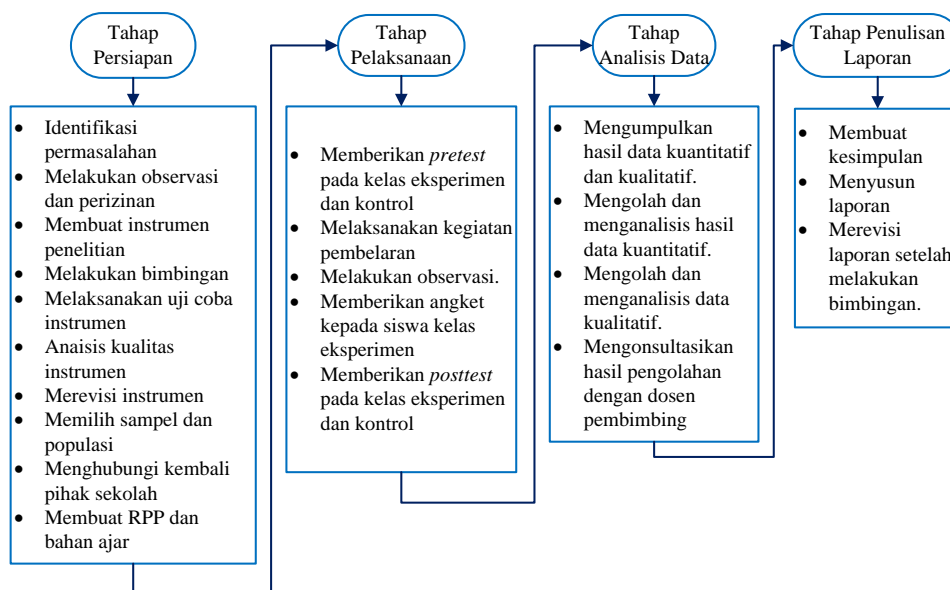 Tahap
Persiapan
• Identifikasi
permasalahan
• Melakukan observasi
dan perizinan
• Membuat instrumen
penelitian
• Melakukan bimbingan
• Melaksanakan uji coba
instrumen
• Anaisis kualitas
instrumen
• Merevisi instrumen
• Memilih sampel dan
populasi
• Menghubungi kembali
pihak sekolah
• Membuat RPP dan
bahan ajar
Tahap
Pelaksanaan
• Memberikan pretest
pada kelas eksperimen
dan kontrol
• Melaksanakan kegiatan
pembelaran
• Melakukan observasi.
• Memberikan angket
kepada siswa kelas
eksperimen
• Memberikan posttest
pada kelas eksperimen
dan kontrol
Tahap
Analisis Data
• Mengumpulkan
hasil data kuantitatif
dan kualitatif.
• Mengolah dan
menganalisis hasil
data kuantitatif.
• Mengolah dan
menganalisis data
kualitatif.
• Mengonsultasikan
hasil pengolahan
dengan dosen
pembimbing
Tahap Penulisan
Laporan
• Membuat
kesimpulan
• Menyusun
laporan
• Merevisi
laporan setelah
melakukan
bimbingan.